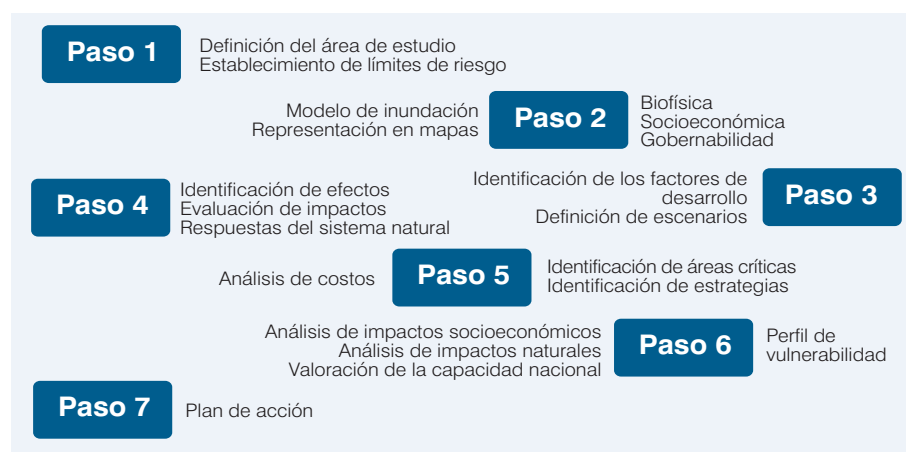 Paso 1
Definición del área de estudio
Establecimiento de límites de riesgo
Modelo de inundación
Representación en mapas
Paso 2
Biofísica
Socioeconómica
Gobernabilidad
Identificación de los factores de
desarrollo
Definición de escenarios
Paso 3
Paso 4
Identificación de efectos
Evaluación de impactos
Respuestas del sistema natural
Análisis de costos
Paso 5
Identificación de áreas críticas
Identificación de estrategias
Análisis de impactos socioeconómicos
Análisis de impactos naturales
Valoración de la capacidad nacional
Paso 6
Perfil de
vulnerabilidad
Paso 7
Plan de acción